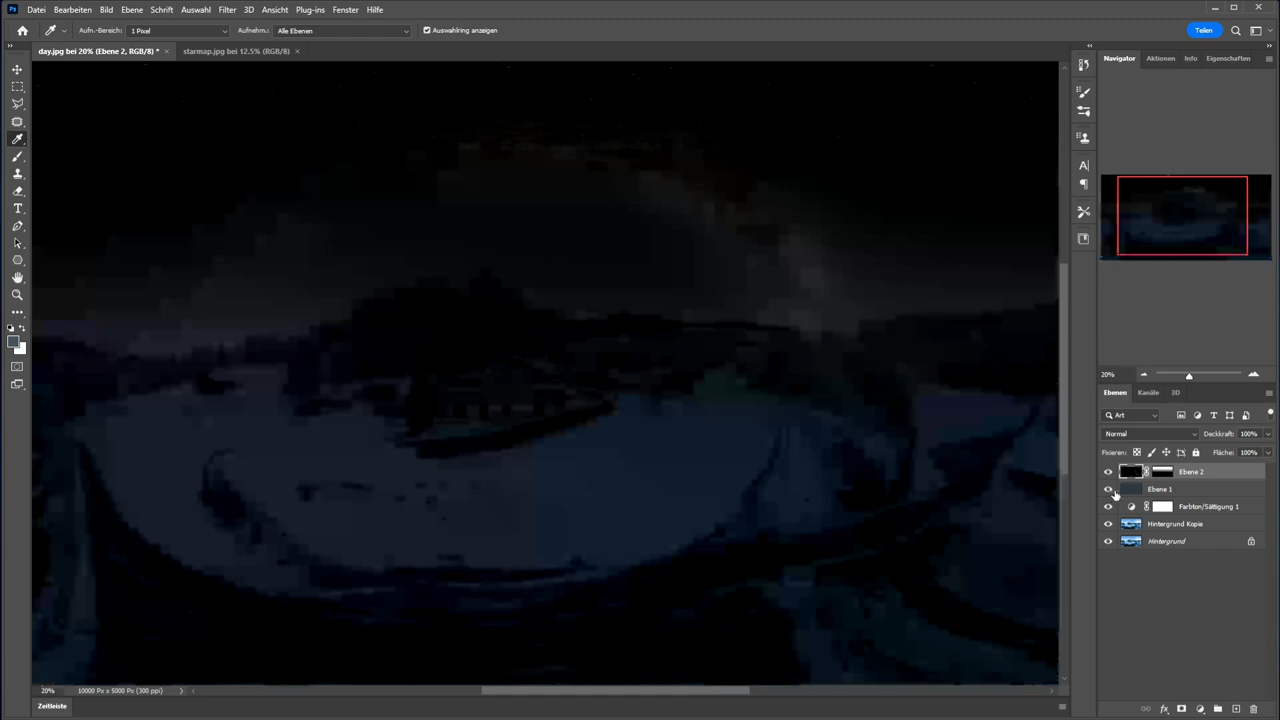 Ps Datei Bearbeiten Bild Ebene Schrift Auswahl Filter 3D Ansicht Plug-ins Fenster Hilfe
Aufn.-Bereich: 1 Pixel Aufnehm.: Alle Ebenen Auswahlring anzeigen Teilen
day.jpg bei 20% (Ebene 2, RGB/8) * × starmap.jpg bei 12.5% (RGB/8) ×
Navigator Aktionen Info Eigenschaften
20%
Ebenen Kanäle 3D
Art
Normal Deckkraft: 100%
Fixieren: Fläche: 100%
Ebene 2
Ebene 1
Farbton/Sättigung 1
Hintergrund Kopie
Hintergrund
20% 10000 Px x 5000 Px (300 ppi)
Zeitleiste
fx